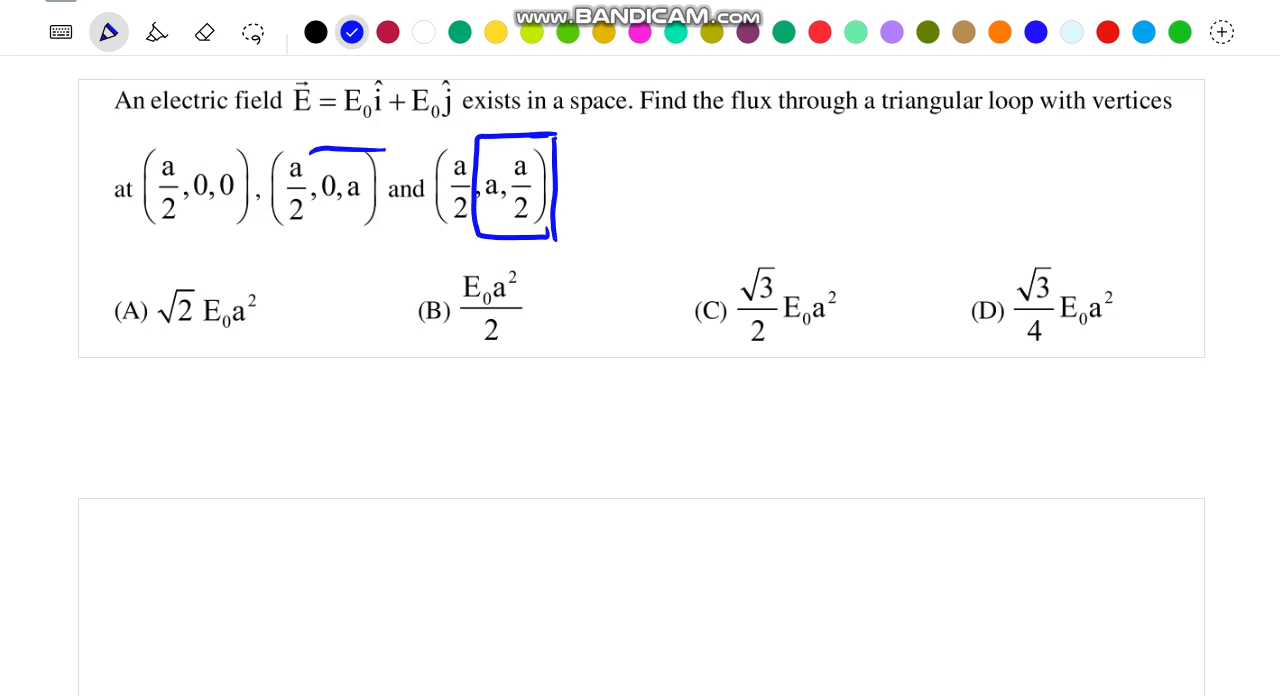 www.BANDICAM.com
An electric field \vec{E} = E₀î + E₀ĵ exists in a space. Find the flux through a triangular loop with vertices
at (a/2, 0, 0), (a/2, 0, a) and (a/2, a, a/2)
(A) √2 E₀a² (B) E₀a²/2 (C) √3/2 E₀a² (D) √3/4 E₀a²